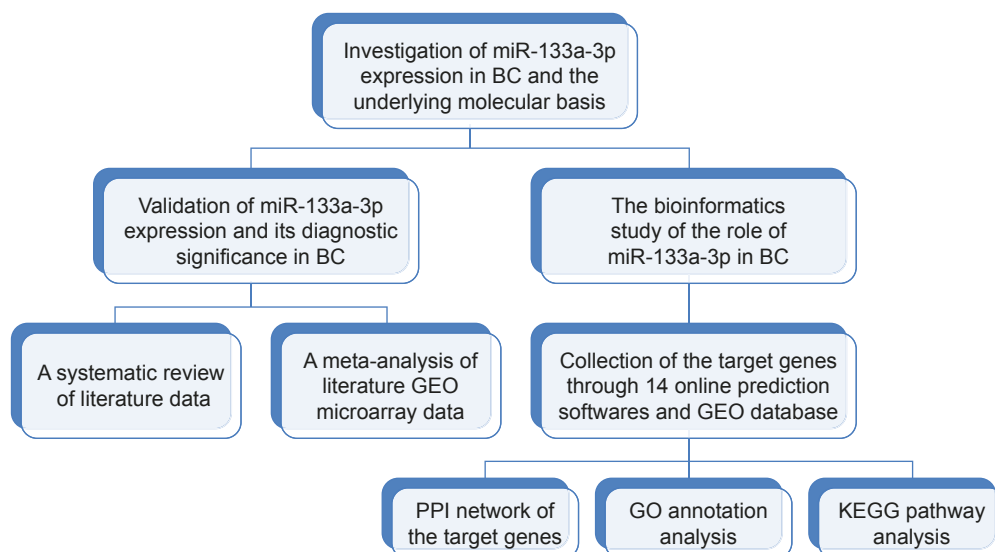 Investigation of miR-133a-3p
expression in BC and the
underlying molecular basis
Validation of miR-133a-3p
expression and its diagnostic
significance in BC
The bioinformatics
study of the role of
miR-133a-3p in BC
A systematic review
of literature data
A meta-analysis of
literature GEO
microarray data
Collection of the target genes
through 14 online prediction
softwares and GEO database
PPI network of
the target genes
GO annotation
analysis
KEGG pathway
analysis